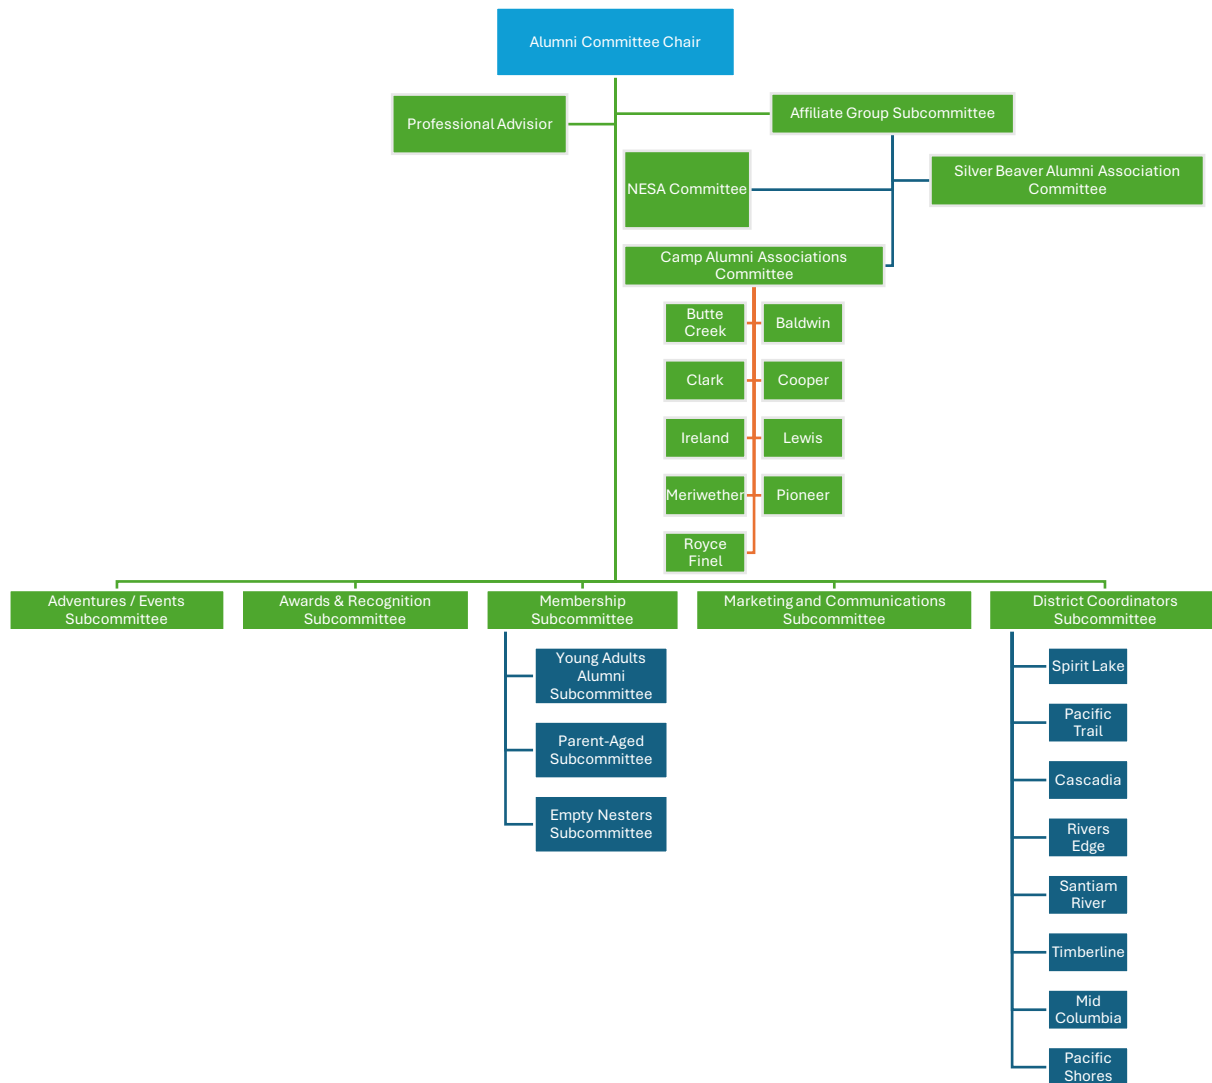 Alumni Committee Chair
Professional Advisior
Affiliate Group Subcommittee
NESA Committee
Silver Beaver Alumni Association
Committee
Camp Alumni Associations
Committee
Butte
Creek
Baldwin
Clark
Cooper
Ireland
Lewis
Meriwether
Pioneer
Royce
Finel
Adventures / Events
Subcommittee
Awards & Recognition
Subcommittee
Membership
Subcommittee
Marketing and Communications
Subcommittee
District Coordinators
Subcommittee
Young Adults
Alumni
Subcommittee
Parent-Aged
Subcommittee
Empty Nesters
Subcommittee
Spirit Lake
Pacific
Trail
Cascadia
Rivers
Edge
Santiam
River
Timberline
Mid
Columbia
Pacific
Shores